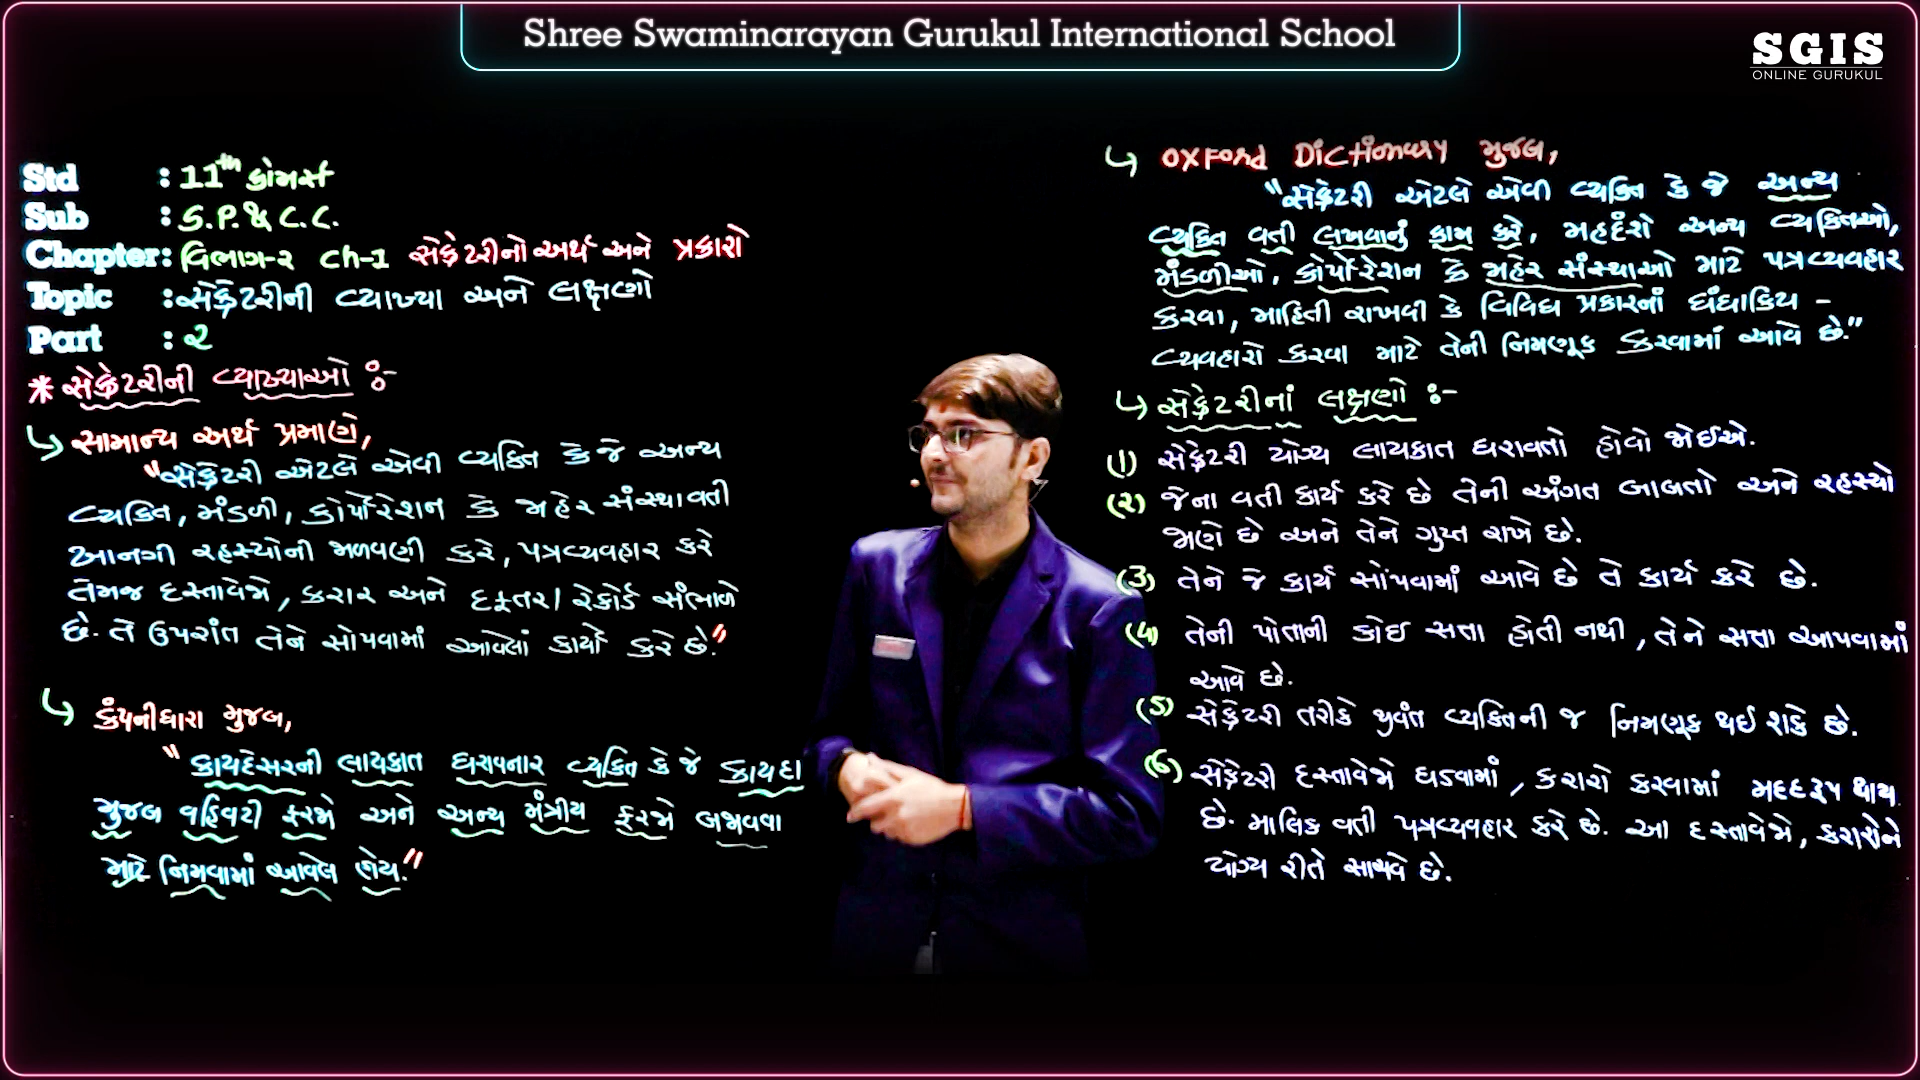 Shree Swaminarayan Gurukul International School
SGIS
ONLINE GURUKUL
Std : 11th કોમર્સ
Sub : S.P. & C.C.
Chapter: વિભાગ-૨ ch-1 સેક્રેટરીનો અર્થ અને પ્રકારો
Topic : સેક્રેટરીની વ્યાખ્યા અને લક્ષણો
Part : ૨
* સેક્રેટરીની વ્યાખ્યાઓ :-
↳ સામાન્ય અર્થ પ્રમાણે,
"સેક્રેટરી એટલે એવી વ્યક્તિ કે જે અન્ય
વ્યક્તિ, મંડળી, કોર્પોરેશન કે જાહેર સંસ્થા વતી
ખાનગી રહસ્યોની જાળવણી કરે, પત્રવ્યવહાર કરે
તેમજ દસ્તાવેજો, કરાર અને દફતર/રેકોર્ડ સંભાળે
છે. તે ઉપરાંત તેને સોંપવામાં આવેલાં કાર્યો કરે છે."
↳ કંપનીધારા મુજબ,
" કાયદેસરની લાયકાત ધરાવનાર વ્યક્તિ કે જે કાયદા
મુજબ વહિવટી ફરજો અને અન્ય મંત્રીય ફરજો બજાવવા
માટે નિમવામાં આવેલ હોય."
↳ Oxford Dictionary મુજબ,
"સેક્રેટરી એટલે એવી વ્યક્તિ કે જે અન્ય
વ્યક્તિ વતી લખવાનું કામ કરે, મહદંશે અન્ય વ્યક્તિઓ,
મંડળીઓ, કોર્પોરેશન કે જાહેર સંસ્થાઓ માટે પત્રવ્યવહાર
કરવા, માહિતી રાખવી કે વિવિધ પ્રકારનાં ધંધાકિય -
વ્યવહારો કરવા માટે તેની નિમણૂક કરવામાં આવે છે."
↳ સેક્રેટરીનાં લક્ષણો :-
(૧) સેક્રેટરી યોગ્ય લાયકાત ધરાવતો હોવો જોઈએ.
(૨) જેના વતી કાર્ય કરે છે તેની અંગત બાબતો અને રહસ્યો
જાણે છે અને તેને ગુપ્ત રાખે છે.
(3) તેને જે કાર્ય સોંપવામાં આવે છે તે કાર્ય કરે છે.
(4) તેની પોતાની કોઈ સત્તા હોતી નથી, તેને સત્તા આપવામાં
આવે છે.
(5) સેક્રેટરી તરીકે જીવંત વ્યક્તિની જ નિમણૂક થઈ શકે છે.
(6) સેક્રેટરી દસ્તાવેજો ઘડવામાં, કરારો કરવામાં મદદરૂપ થાય
છે. માલિક વતી પત્રવ્યવહાર કરે છે. આ દસ્તાવેજો, કરારોને
યોગ્ય રીતે સાચવે છે.